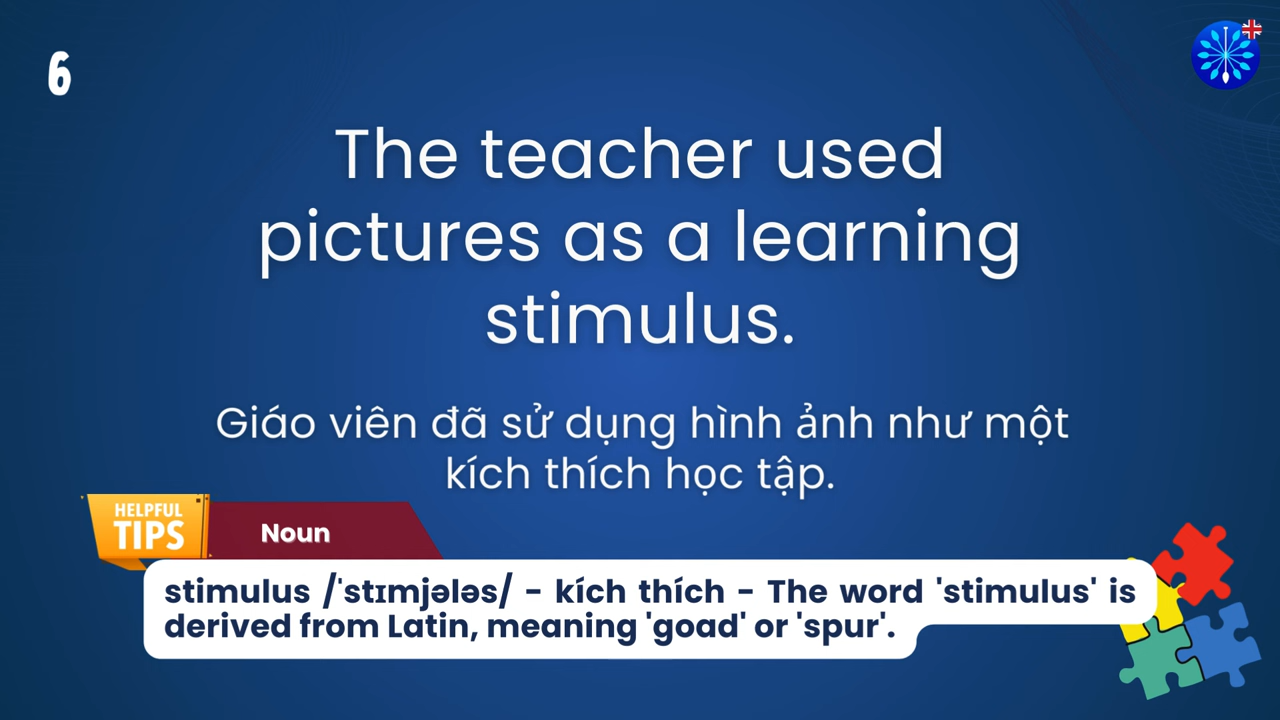 6
The teacher used
pictures as a learning
stimulus.
Giáo viên đã sử dụng hình ảnh như một
kích thích học tập.
HELPFUL
TIPS
Noun
stimulus /ˈstɪmjələs/ - kích thích - The word 'stimulus' is
derived from Latin, meaning 'goad' or 'spur'.